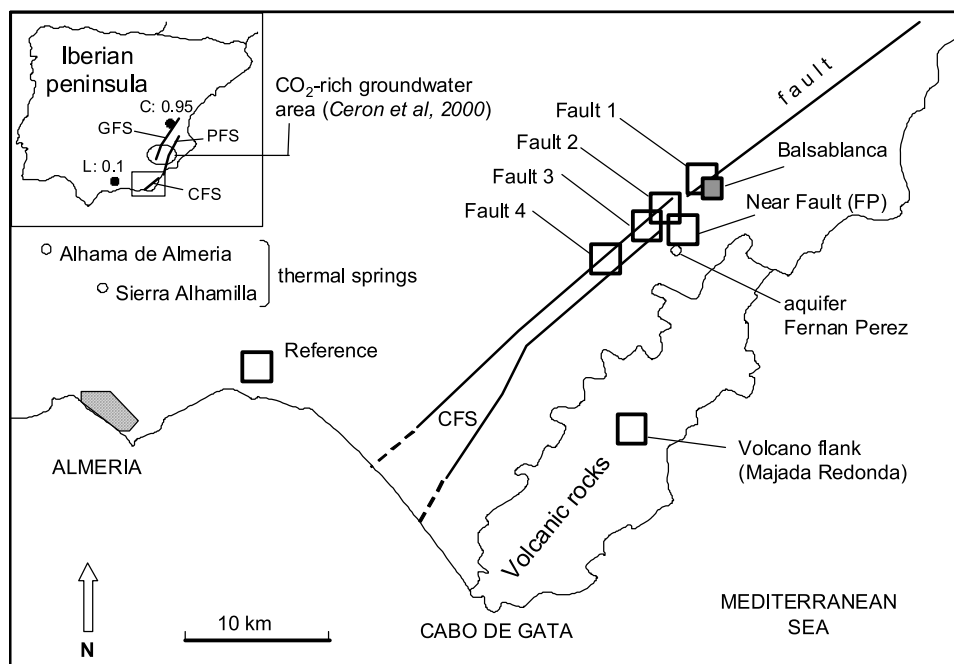 Iberian
peninsula
C: 0.95
GFS
PFS
L: 0.1
CFS
CO₂-rich groundwater
area (Ceron et al, 2000)
fault
Fault 1
Fault 2
Fault 3
Fault 4
Balsablanca
Near Fault (FP)
Alhama de Almeria
Sierra Alhamilla
thermal springs
aquifer
Fernan Perez
Reference
CFS
ALMERIA
Volcano flank
(Majada Redonda)
Volcanic rocks
N
10 km
CABO DE GATA
MEDITERRANEAN
SEA